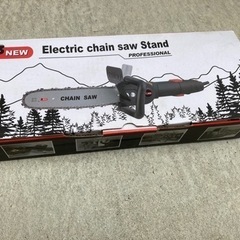 NEW
Electric chain saw Stand
PROFESSIONAL
CHAIN SAW